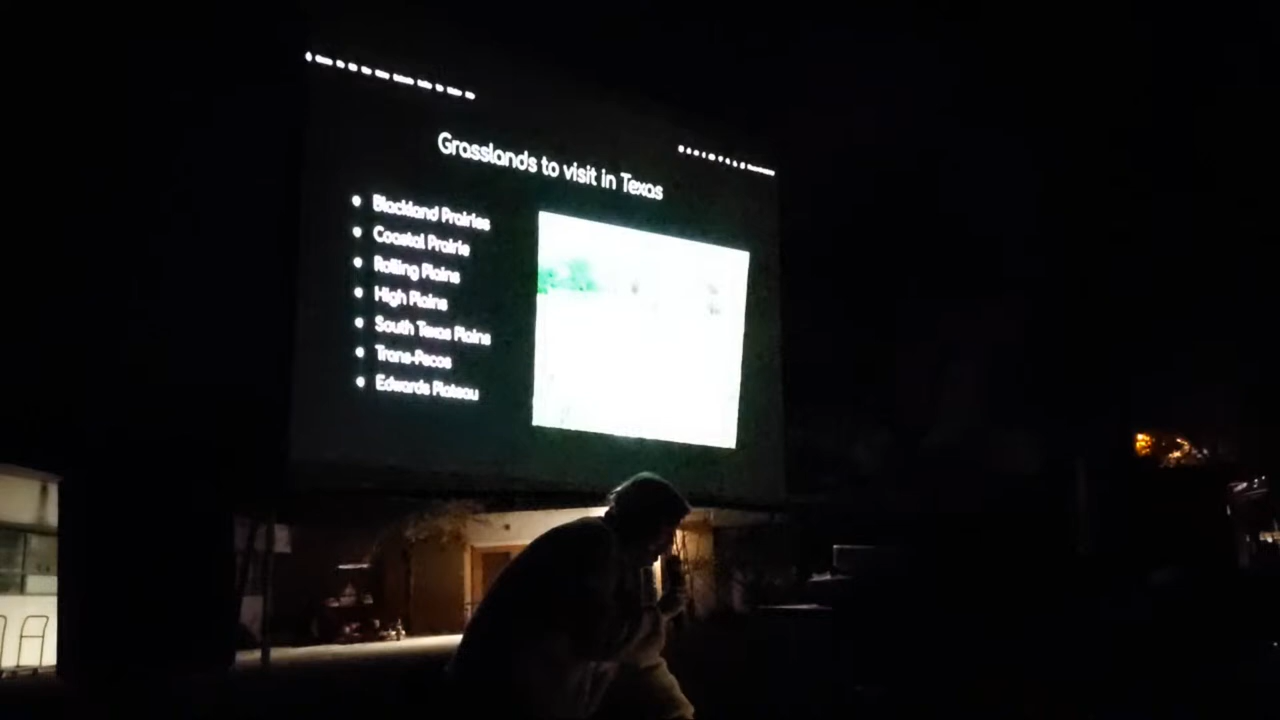 Grasslands to visit in Texas
Blackland Prairies
Coastal Prairie
Rolling Plains
High Plains
South Texas Plains
Trans-Pecos
Edwards Plateau